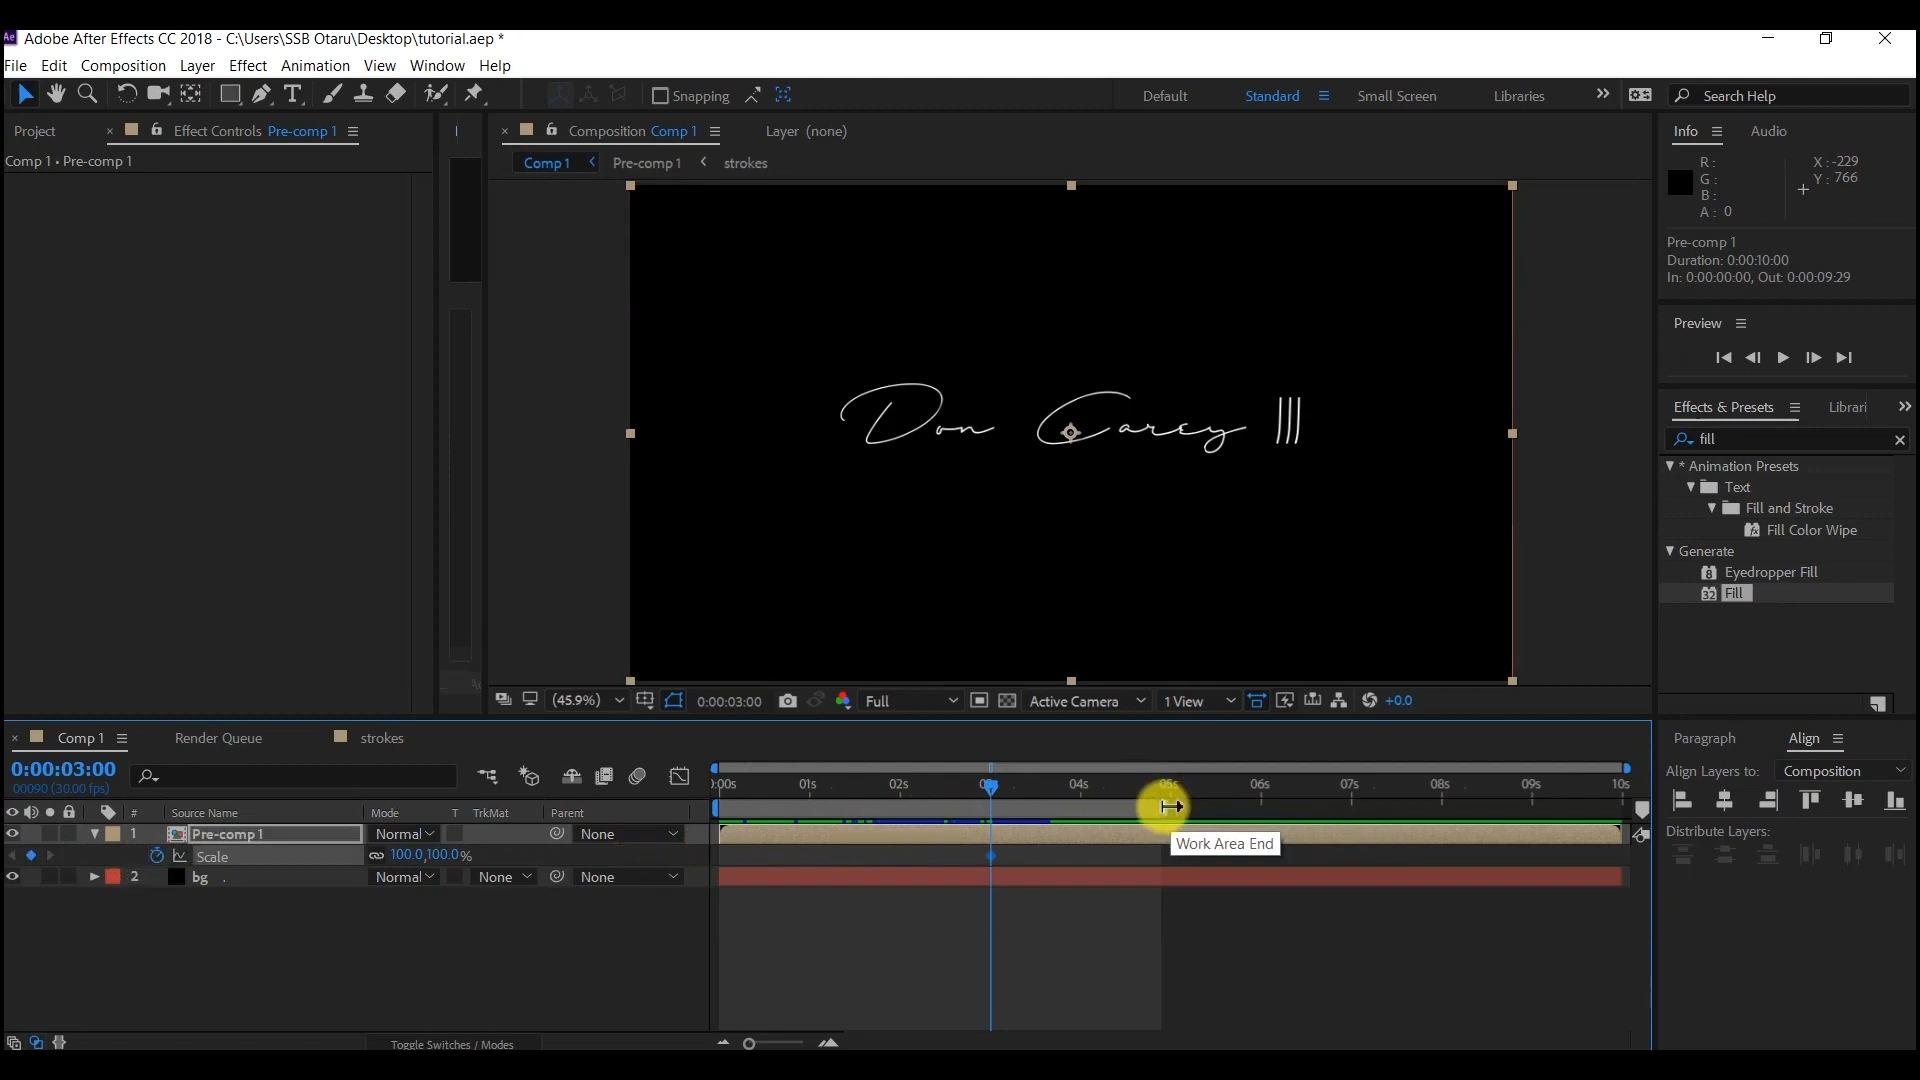 Adobe After Effects CC 2018 - C:\Users\SSB Otaru\Desktop\tutorial.aep *
File Edit Composition Layer Effect Animation View Window Help
Snapping
Default Standard Small Screen Libraries
Search Help
Project
Effect Controls Pre-comp 1
Comp 1 • Pre-comp 1
Composition Comp 1
Layer (none)
Comp 1 Pre-comp 1 strokes
Don Carey III
Info Audio
R:
G:
B:
A: 0
X: -229
Y: 766
Pre-comp 1
Duration: 0:00:10:00
In: 0:00:00:00, Out: 0:00:09:29
Preview
Effects & Presets Librari
fill
* Animation Presets
Text
Fill and Stroke
Fill Color Wipe
Generate
Eyedropper Fill
Fill
(45.9%) 0:00:03:00 Full Active Camera 1 View +0.0
Comp 1 Render Queue strokes
0:00:03:00
00090 (30.00 fps)
# Source Name Mode T TrkMat Parent
1 Pre-comp 1 Normal None
Scale 100.0,100.0%
2 bg Normal None None
Toggle Switches / Modes
):00s 01s 02s 04s 05s 06s 07s 08s 09s 10s
Work Area End
Paragraph Align
Align Layers to: Composition
Distribute Layers: